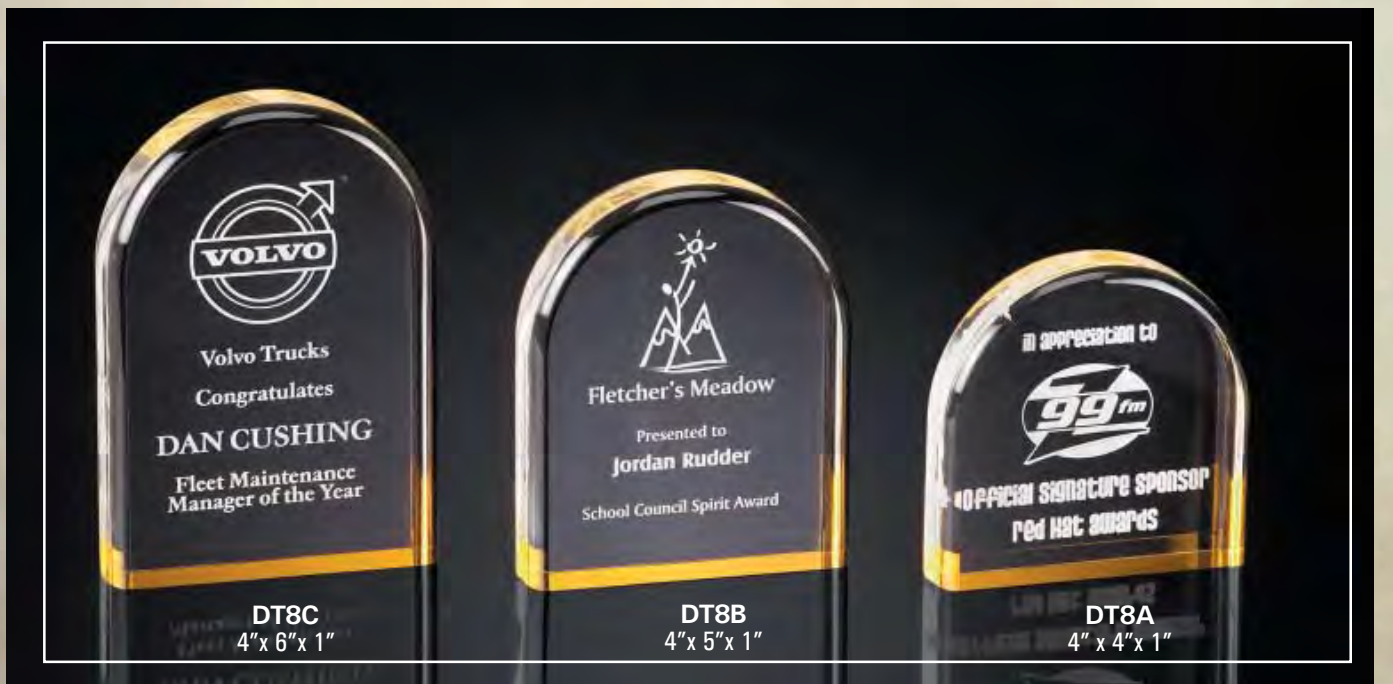 VOLVO
Volvo Trucks
Congratulates
DAN CUSHING
Fleet Maintenance
Manager of the Year
DT8C
4"x 6"x 1"
Fletcher's Meadow
Presented to
Jordan Rudder
School Council Spirit Award
DT8B
4"x 5"x 1"
in appreciation to
99 fm
Official Signature Sponsor
red Hat awards
DT8A
4" x 4"x 1"